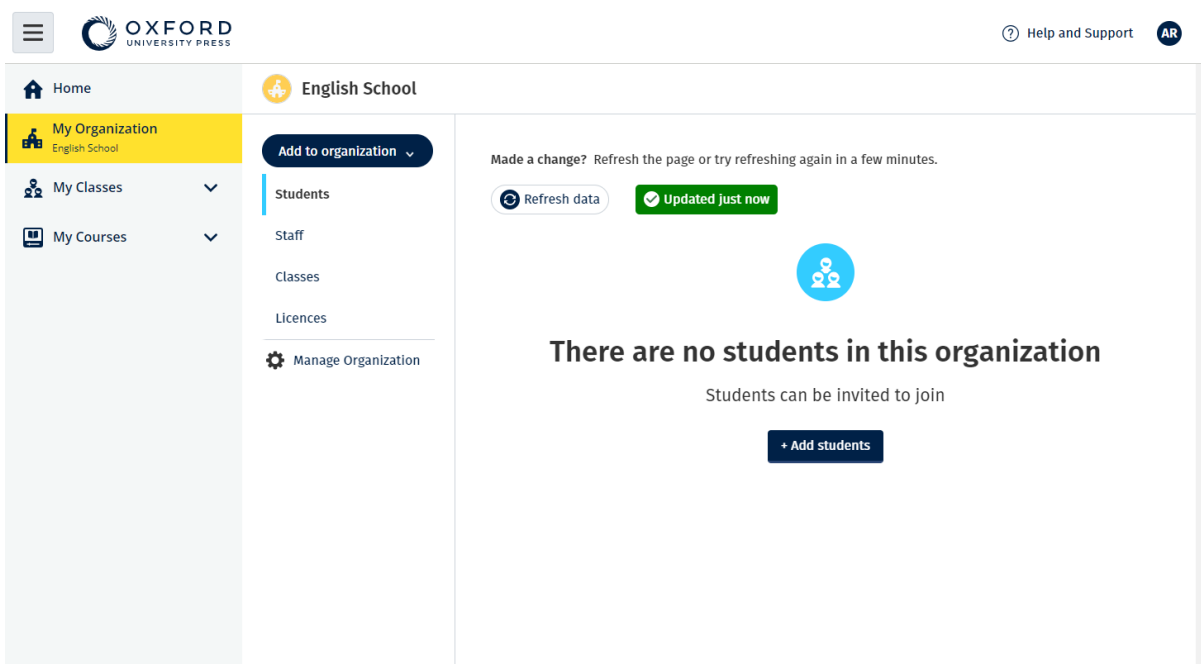 OXFORD
UNIVERSITY PRESS
Help and Support
AR
Home
My Organization
English School
My Classes
My Courses
English School
Add to organization
Students
Staff
Classes
Licences
Manage Organization
Made a change? Refresh the page or try refreshing again in a few minutes.
Refresh data
Updated just now
There are no students in this organization
Students can be invited to join
+ Add students